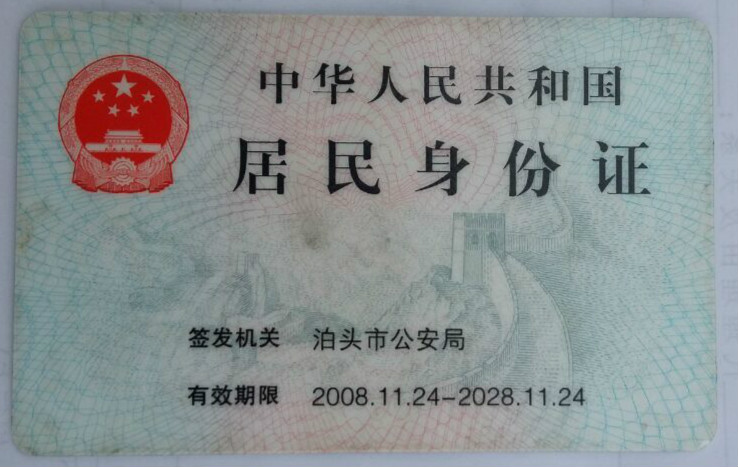 中华人民共和国
居民身份证
签发机关 泊头市公安局
有效期限 2008.11.24-2028.11.24